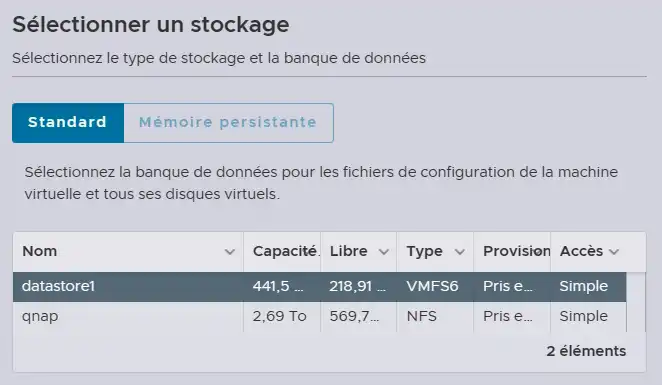 Sélectionner un stockage
Sélectionnez le type de stockage et la banque de données
Standard Mémoire persistante
Sélectionnez la banque de données pour les fichiers de configuration de la machine
virtuelle et tous ses disques virtuels.
Nom Capacité. Libre Type Provision Accès
datastore1 441,5 ... 218,91 ... VMFS6 Pris e... Simple
qnap 2,69 To 569,7... NFS Pris e... Simple
2 éléments